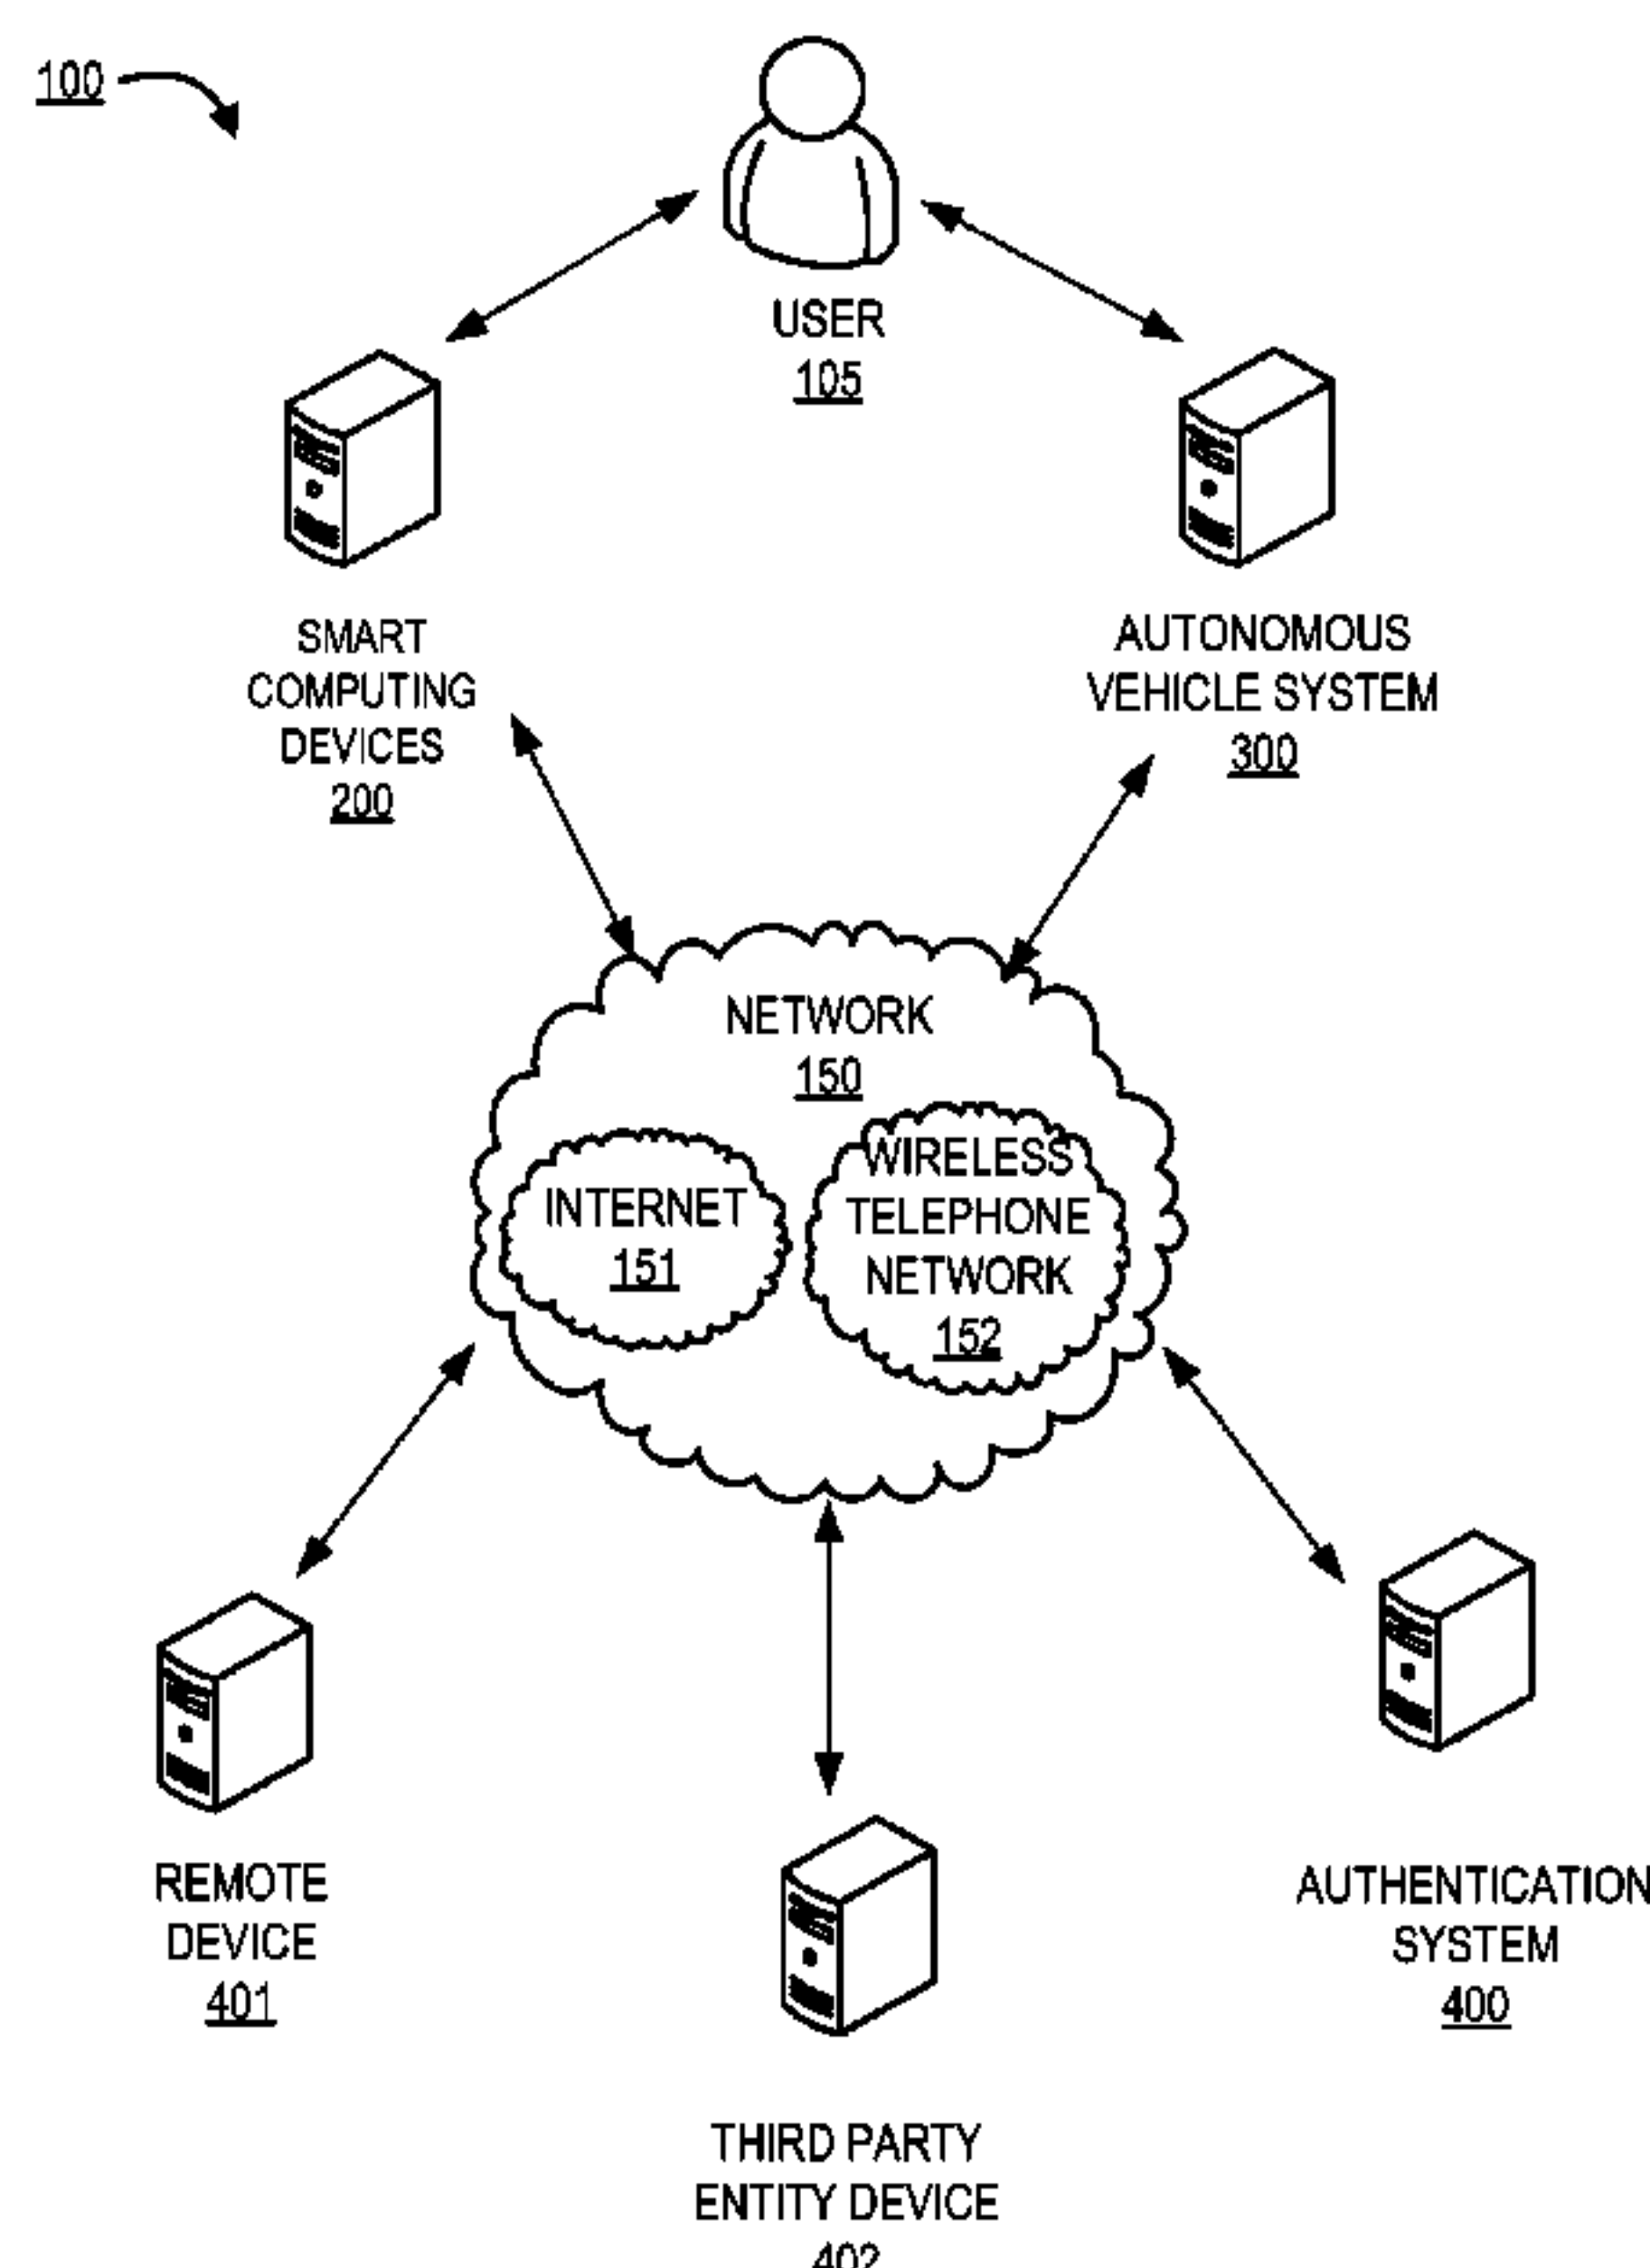 100
USER
105
SMART
COMPUTING
DEVICES
200
AUTONOMOUS
VEHICLE SYSTEM
300
NETWORK
150
INTERNET
151
WIRELESS
TELEPHONE
NETWORK
152
REMOTE
DEVICE
401
AUTHENTICATION
SYSTEM
400
THIRD PARTY
ENTITY DEVICE
402